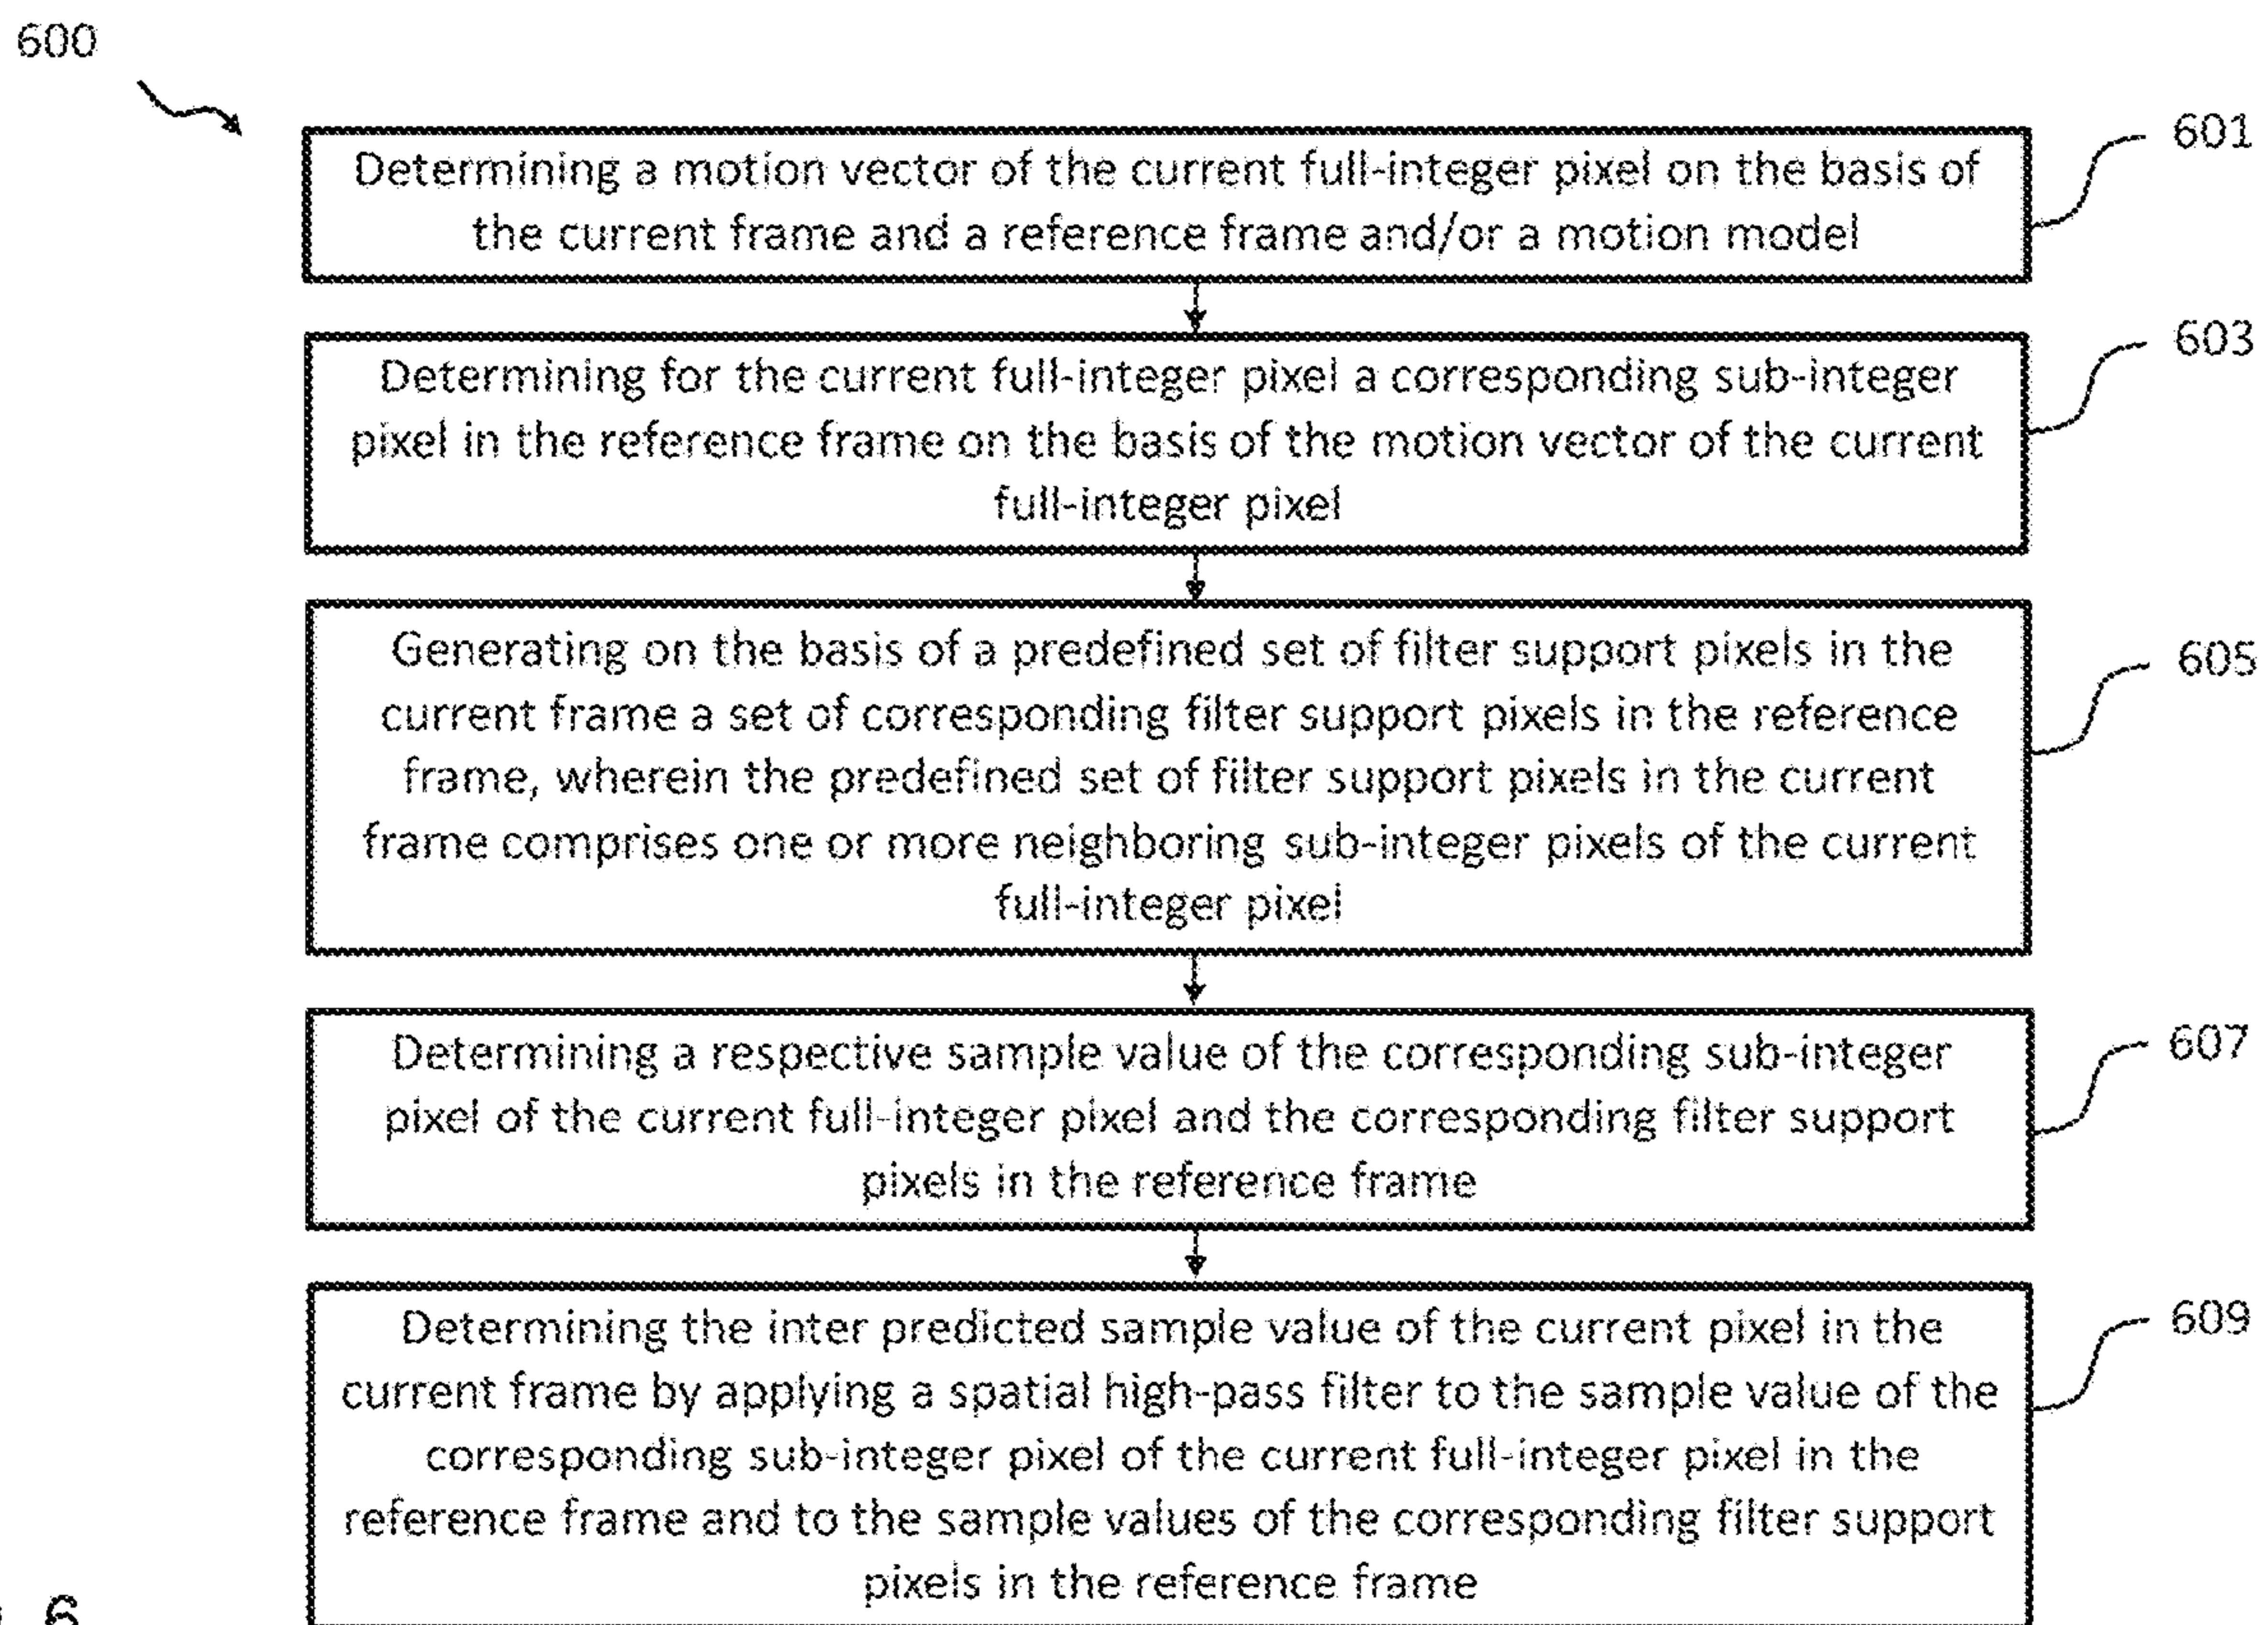 600
601
Determining a motion vector of the current full-integer pixel on the basis of
the current frame and a reference frame and/or a motion model
603
Determining for the current full-integer pixel a corresponding sub-integer
pixel in the reference frame on the basis of the motion vector of the current
full-integer pixel
605
Generating on the basis of a predefined set of filter support pixels in the
current frame a set of corresponding filter support pixels in the reference
frame, wherein the predefined set of filter support pixels in the current
frame comprises one or more neighboring sub-integer pixels of the current
full-integer pixel
607
Determining a respective sample value of the corresponding sub-integer
pixel of the current full-integer pixel and the corresponding filter support
pixels in the reference frame
609
Determining the inter predicted sample value of the current pixel in the
current frame by applying a spatial high-pass filter to the sample value of the
corresponding sub-integer pixel of the current full-integer pixel in the
reference frame and to the sample values of the corresponding filter support
pixels in the reference frame
6